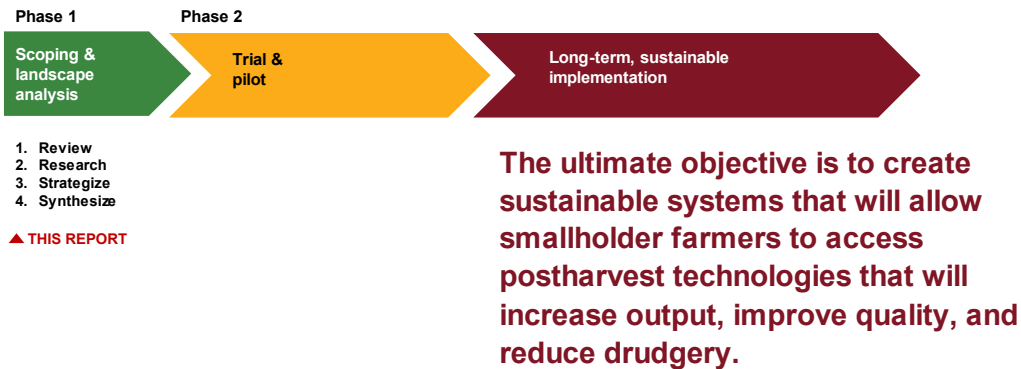 Phase 1
Phase 2
Scoping &
landscape
analysis
Trial &
pilot
Long-term, sustainable
implementation
1. Review
2. Research
3. Strategize
4. Synthesize
THIS REPORT
The ultimate objective is to create
sustainable systems that will allow
smallholder farmers to access
postharvest technologies that will
increase output, improve quality, and
reduce drudgery.